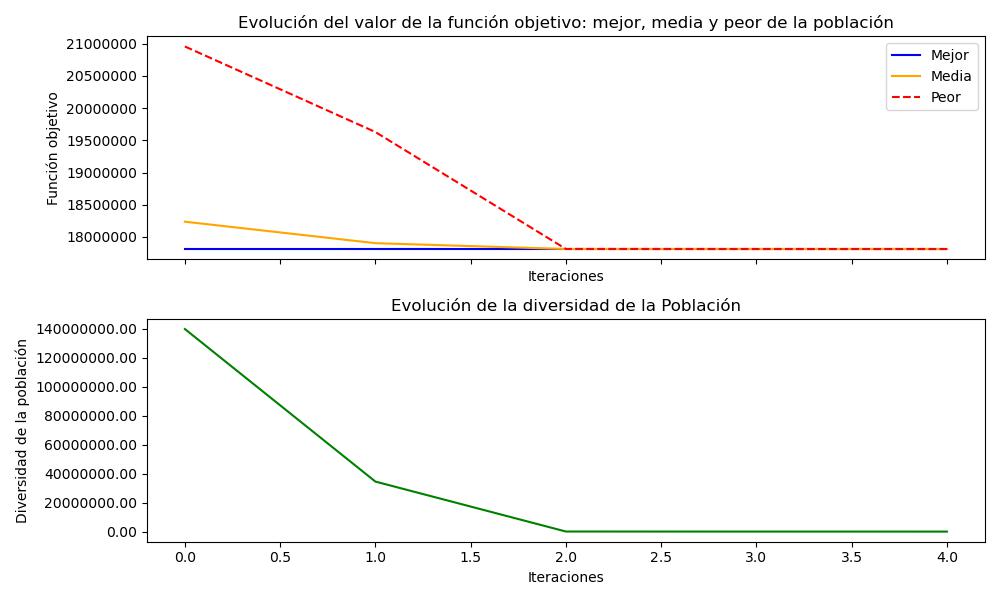 Evolución del valor de la función objetivo: mejor, media y peor de la población
21000000
20500000
20000000
19500000
19000000
18500000
18000000
Función objetivo
Mejor
Media
Peor
Iteraciones
Evolución de la diversidad de la Población
140000000.00
120000000.00
100000000.00
80000000.00
60000000.00
40000000.00
20000000.00
0.00
Diversidad de la población
0.0 0.5 1.0 1.5 2.0 2.5 3.0 3.5 4.0
Iteraciones